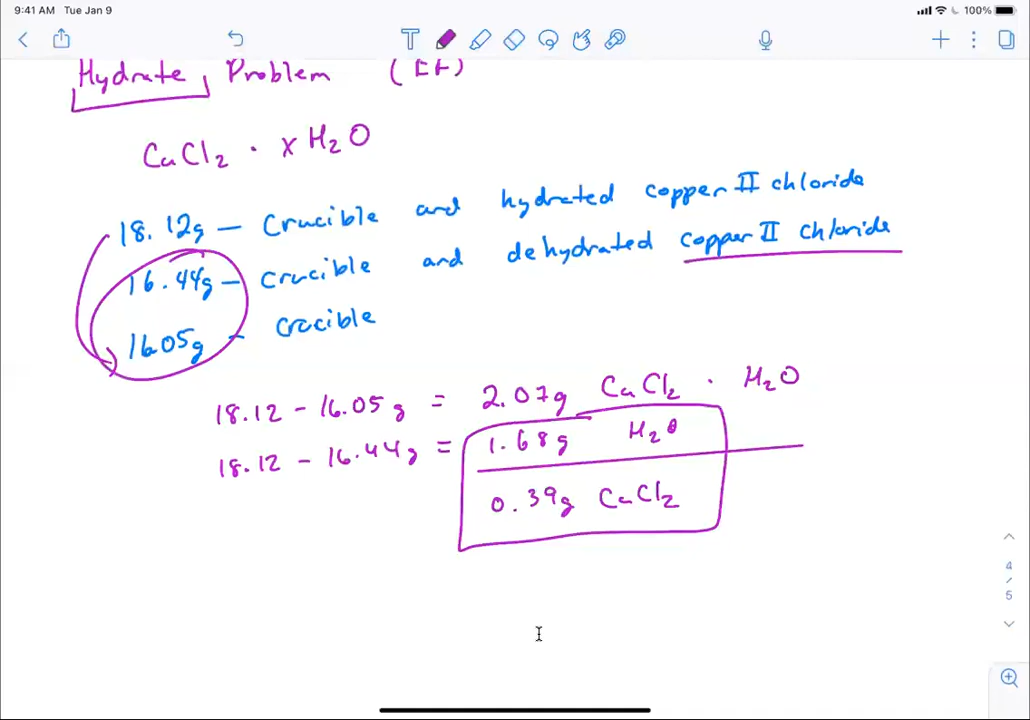 9:41 AM Tue Jan 9
100%
T
Hydrate Problem (EF)
CuCl2 · xH2O
18.12g – Crucible and hydrated copper II chloride
16.44g – crucible and dehydrated copper II chloride
16.05g – crucible
18.12 – 16.05g = 2.07g CuCl2 · H2O
18.12 – 16.44g = 1.68g H2O
0.39g CuCl2
4
/
5